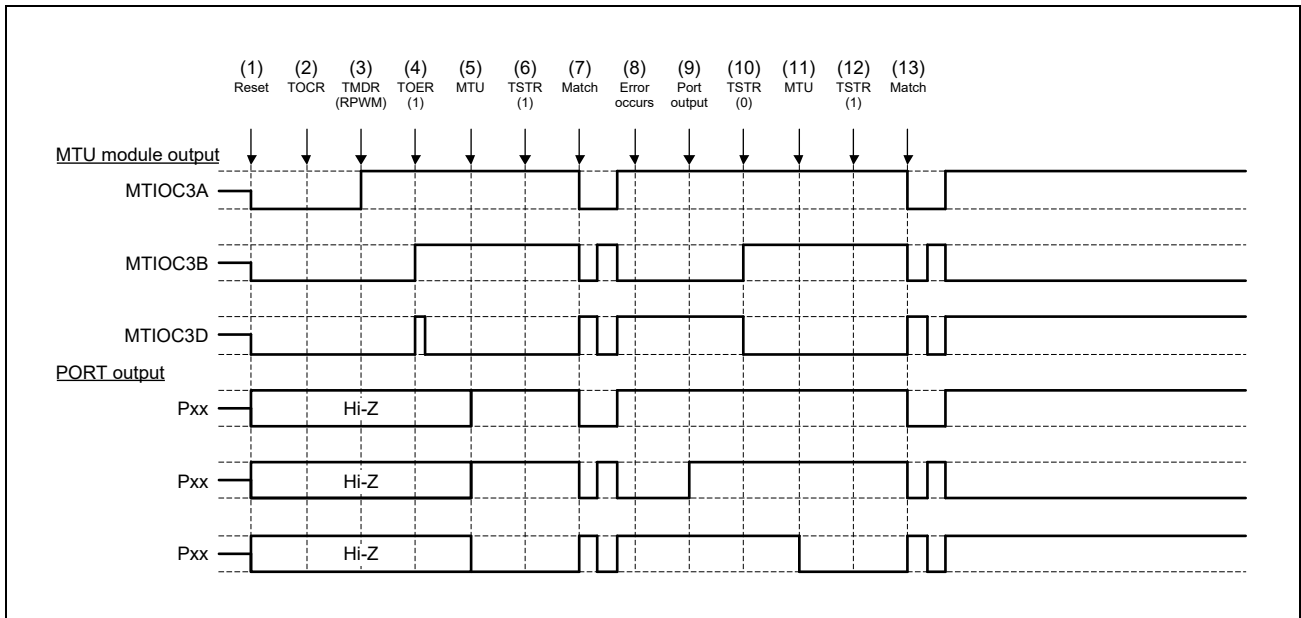 (1) (2) (3) (4) (5) (6) (7) (8) (9) (10) (11) (12) (13)
Reset TOCR TMDR TOER MTU TSTR Match Error Port TSTR MTU TSTR Match
(RPWM) (1) (1) occurs output (0) (1)
MTU module output
MTIOC3A
MTIOC3B
MTIOC3D
PORT output
Pxx Hi-Z
Pxx Hi-Z
Pxx Hi-Z